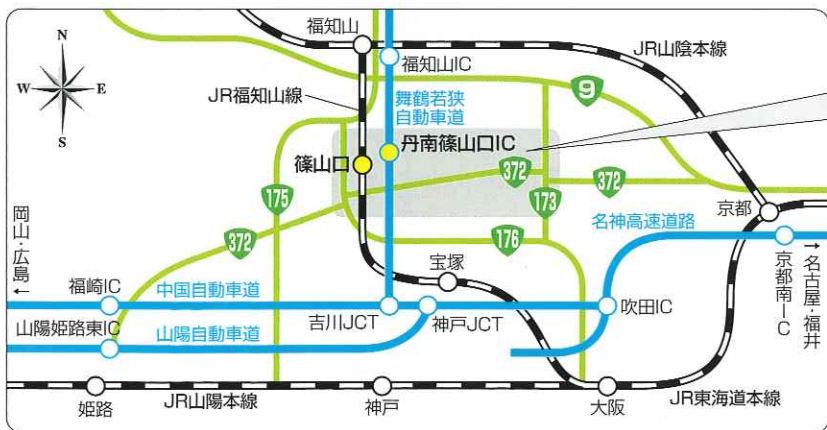 福知山
JR山陰本線
N
W
E
S
福知山IC
JR福知山線
舞鶴若狭
自動車道
9
丹南篠山口IC
篠山口
372
372
175
173
京都
岡山・広島
←
372
176
名神高速道路
宝塚
福崎IC
中国自動車道
吹田IC
京都南IC
→
名古屋・福井
山陽姫路東IC
山陽自動車道
吉川JCT
神戸JCT
姫路
JR山陽本線
神戸
大阪
JR東海道本線